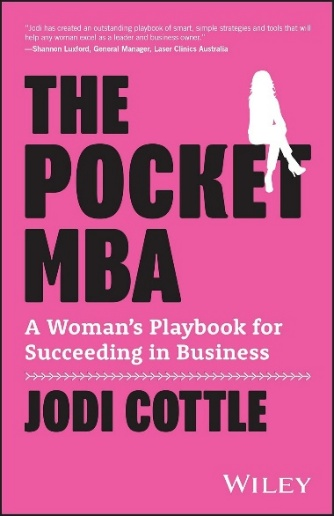 "Jodi has created an outstanding playbook of smart, simple strategies and tools that will
help any woman excel as a leader and business owner."
—Shannon Luxford, General Manager, Laser Clinics Australia
THE
POCKET
MBA
A Woman's Playbook for
Succeeding in Business
JODI COTTLE
WILEY